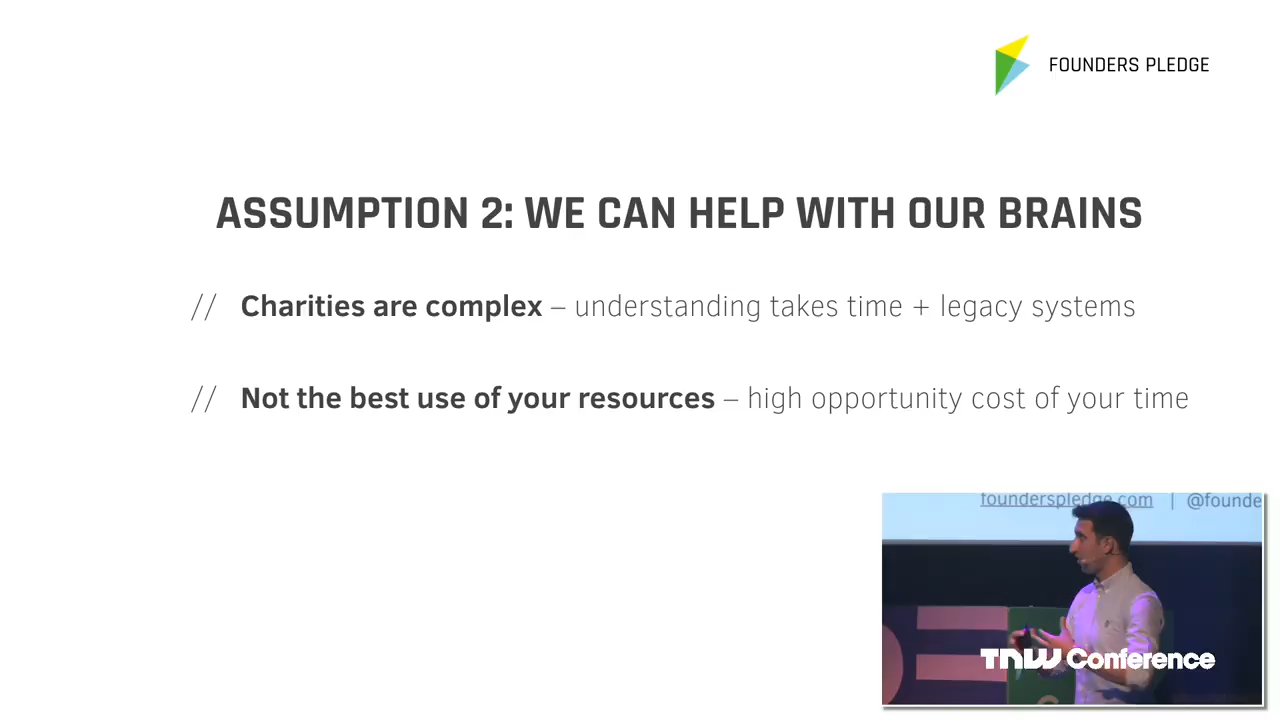 FOUNDERS PLEDGE
ASSUMPTION 2: WE CAN HELP WITH OUR BRAINS
// Charities are complex – understanding takes time + legacy systems
// Not the best use of your resources – high opportunity cost of your time
founderspledge.com | @founde
TNW Conference